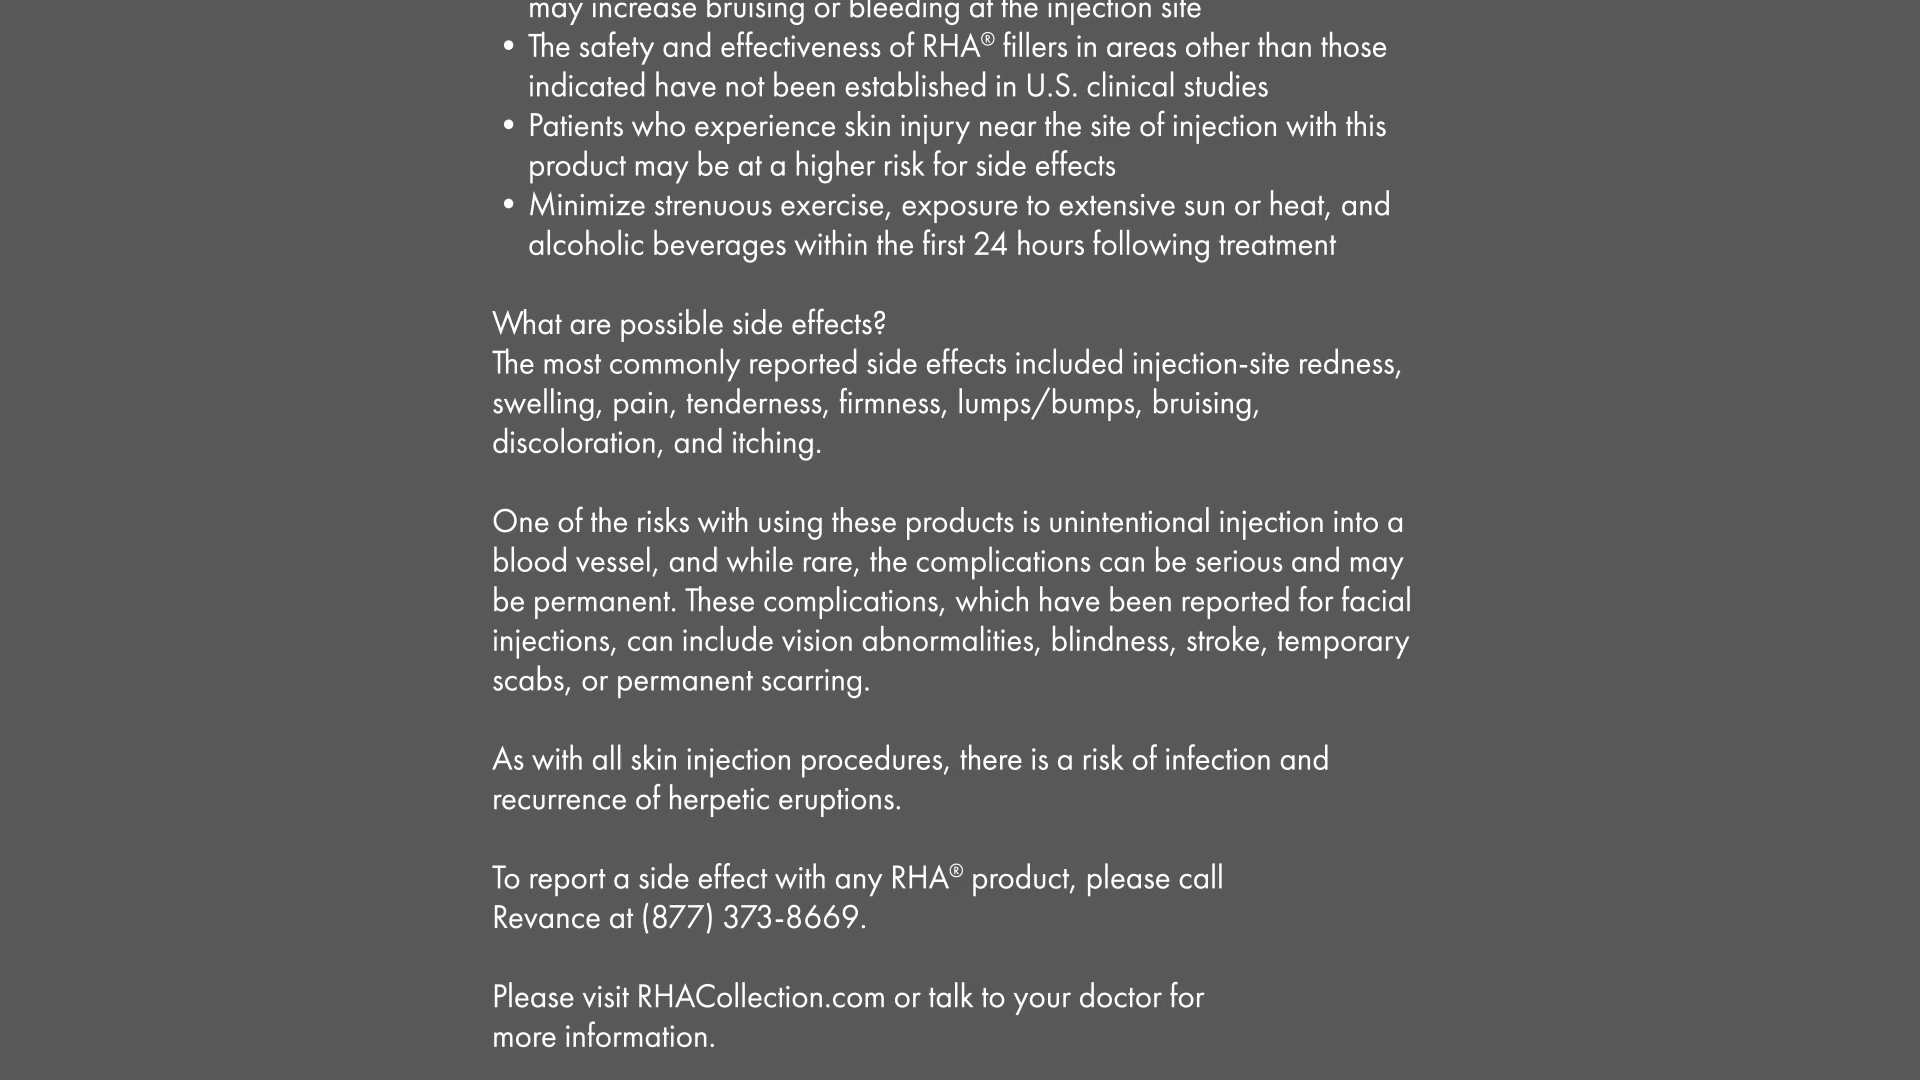 may increase bruising or bleeding at the injection site
• The safety and effectiveness of RHA® fillers in areas other than those
indicated have not been established in U.S. clinical studies
• Patients who experience skin injury near the site of injection with this
product may be at a higher risk for side effects
• Minimize strenuous exercise, exposure to extensive sun or heat, and
alcoholic beverages within the first 24 hours following treatment
What are possible side effects?
The most commonly reported side effects included injection-site redness,
swelling, pain, tenderness, firmness, lumps/bumps, bruising,
discoloration, and itching.
One of the risks with using these products is unintentional injection into a
blood vessel, and while rare, the complications can be serious and may
be permanent. These complications, which have been reported for facial
injections, can include vision abnormalities, blindness, stroke, temporary
scabs, or permanent scarring.
As with all skin injection procedures, there is a risk of infection and
recurrence of herpetic eruptions.
To report a side effect with any RHA® product, please call
Revance at (877) 373-8669.
Please visit RHACollection.com or talk to your doctor for
more information.